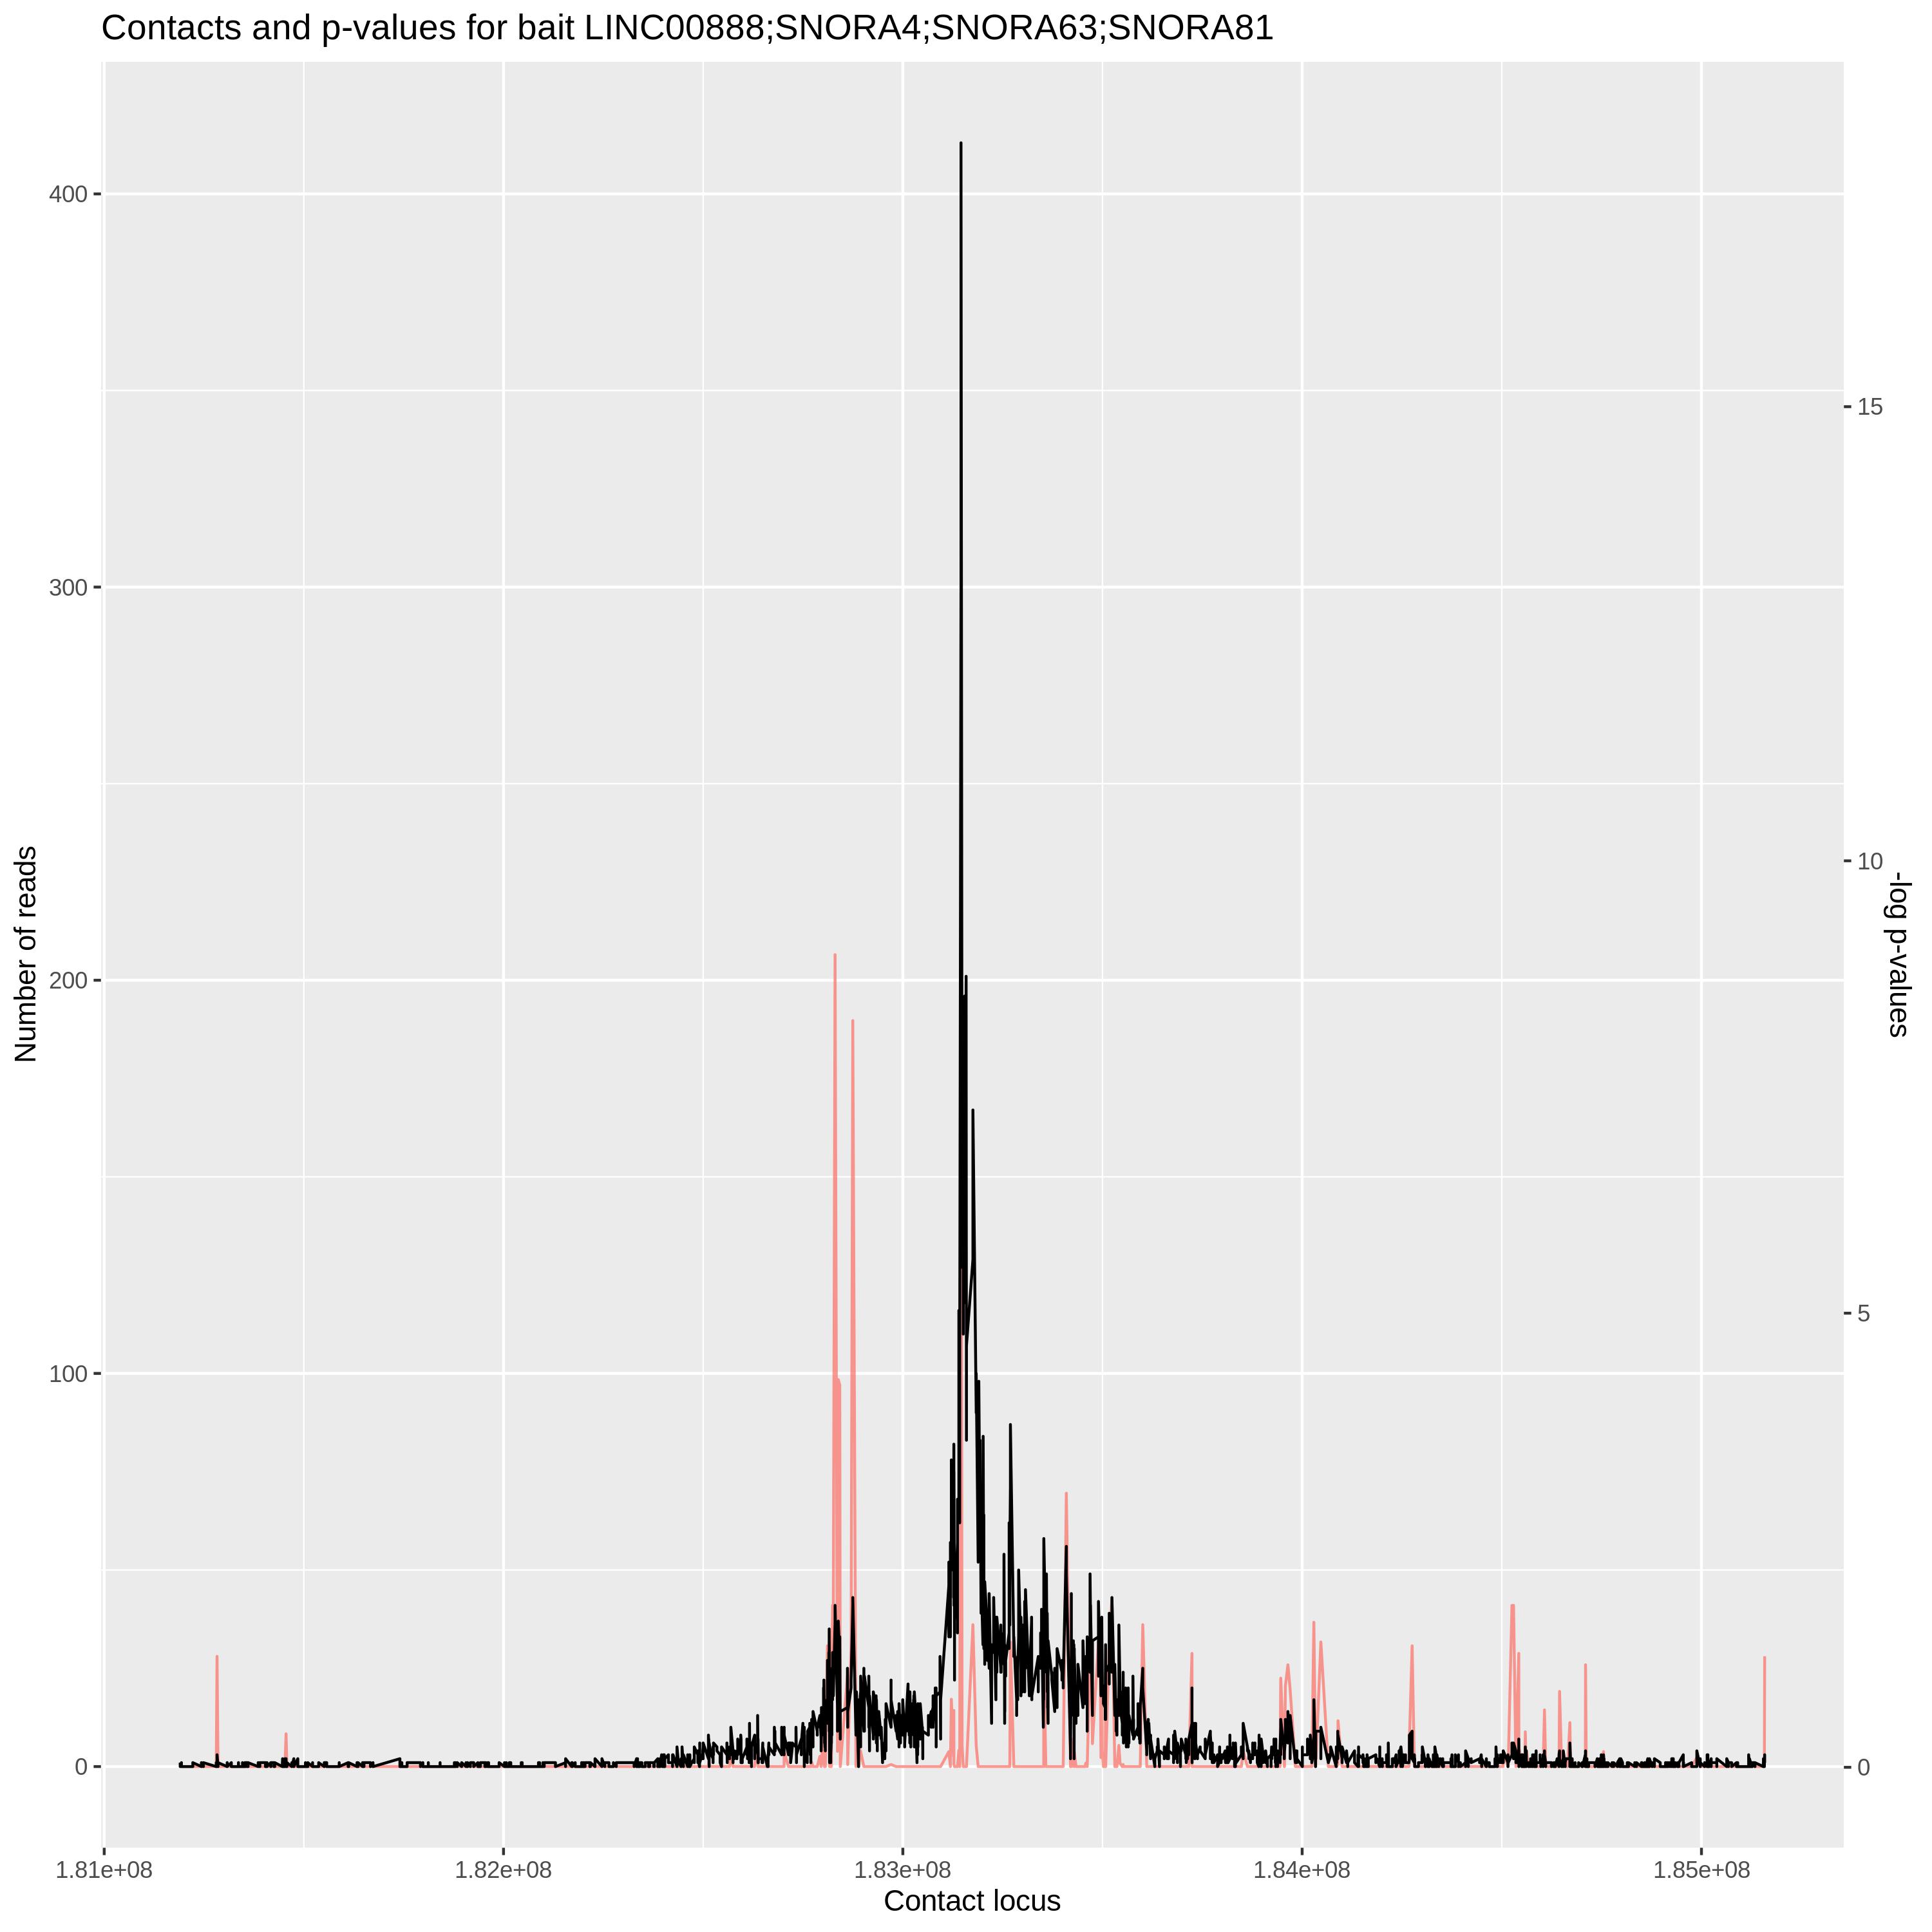 Contacts and p-values for bait LINC00888;SNORA4;SNORA63;SNORA81
400
300
200
100
0
Number of reads
15
10
5
0
-log p-values
1.81e+08 1.82e+08 1.83e+08 1.84e+08 1.85e+08
Contact locus